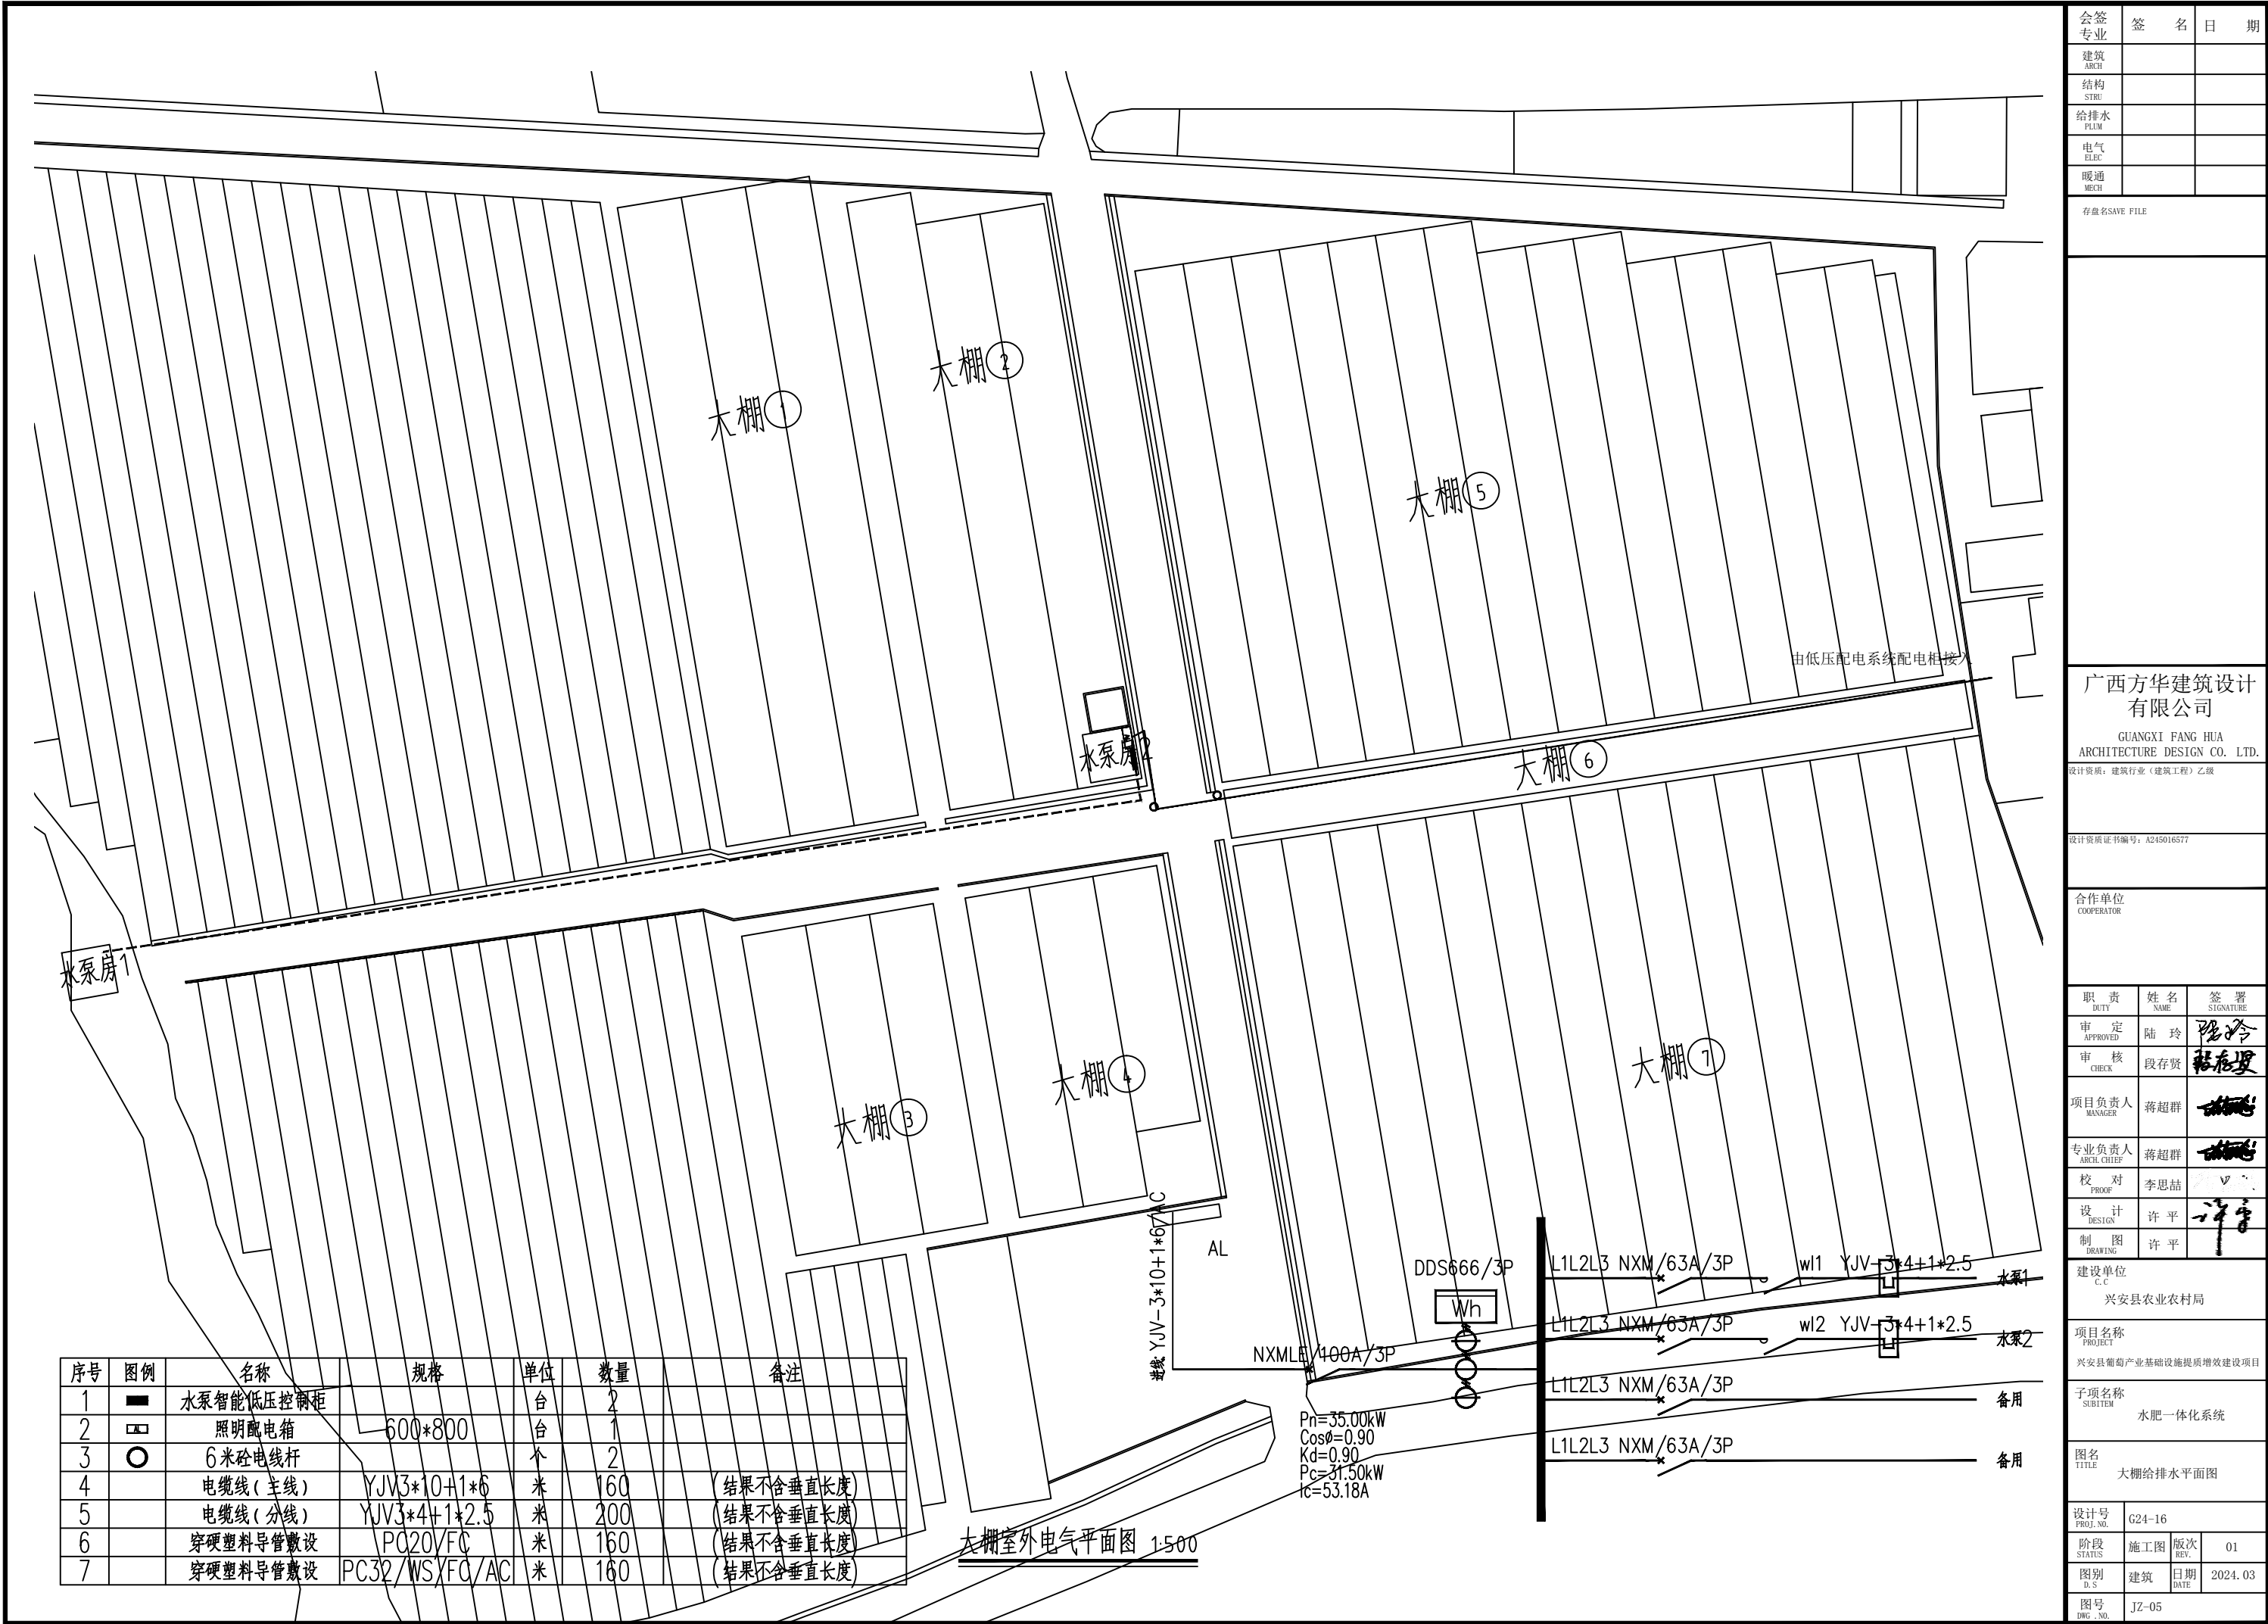 大棚①
大棚②
大棚⑤
由低压配电系统配电柜接入
水泵房2
大棚⑥
水泵房1
大棚③
大棚④
大棚⑦
进线 YJV-3*10+1*6/AC
AL
NXMLE/100A/3P
DDS666/3P
Wh
L1L2L3 NXM/63A/3P wl1 YJV-3*4+1*2.5 水泵1
L1L2L3 NXM/63A/3P wl2 YJV-3*4+1*2.5 水泵2
L1L2L3 NXM/63A/3P 备用
L1L2L3 NXM/63A/3P 备用
Pn=35.00kW
Cosø=0.90
Kd=0.90
Pc=31.50kW
Ic=53.18A
序号 图例 名称 规格 单位 数量 备注
1 水泵智能低压控制柜 台 2
2 照明配电箱 600*800 台 1
3 6米砼电线杆 个 2
4 电缆线(主线) YJV3*10+1*6 米 160 (结果不含垂直长度)
5 电缆线(分线) YJV3*4+1*2.5 米 200 (结果不含垂直长度)
6 穿硬塑料导管敷设 PC20/FC 米 160 (结果不含垂直长度)
7 穿硬塑料导管敷设 PC32/WS/FC/AC 米 160 (结果不含垂直长度)
大棚室外电气平面图 1:500
会签专业 签 名 日 期
建筑 ARCH
结构 STRU
给排水 PLUM
电气 ELEC
暖通 MECH
存盘名SAVE FILE
广西方华建筑设计
有限公司
GUANGXI FANG HUA
ARCHITECTURE DESIGN CO. LTD.
设计资质：建筑行业（建筑工程）乙级
设计资质证书编号：A245016577
合作单位
COOPERATOR
职 责 DUTY 姓 名 NAME 签 署 SIGNATURE
审 定 APPROVED 陆 玲
审 核 CHECK 段存贤
项目负责人 MANAGER 蒋超群
专业负责人 ARCH.CHIEF 蒋超群
校 对 PROOF 李思喆
设 计 DESIGN 许 平
制 图 DRAWING 许 平
建设单位
C.C
兴安县农业农村局
项目名称
PROJECT
兴安县葡萄产业基础设施提质增效建设项目
子项名称
SUBITEM
水肥一体化系统
图名
TITLE
大棚给排水平面图
设计号 PROJ.NO. G24-16
阶段 STATUS 施工图 版次 REV. 01
图别 D.S 建筑 日期 DATE 2024.03
图号 DWG .NO. JZ-05